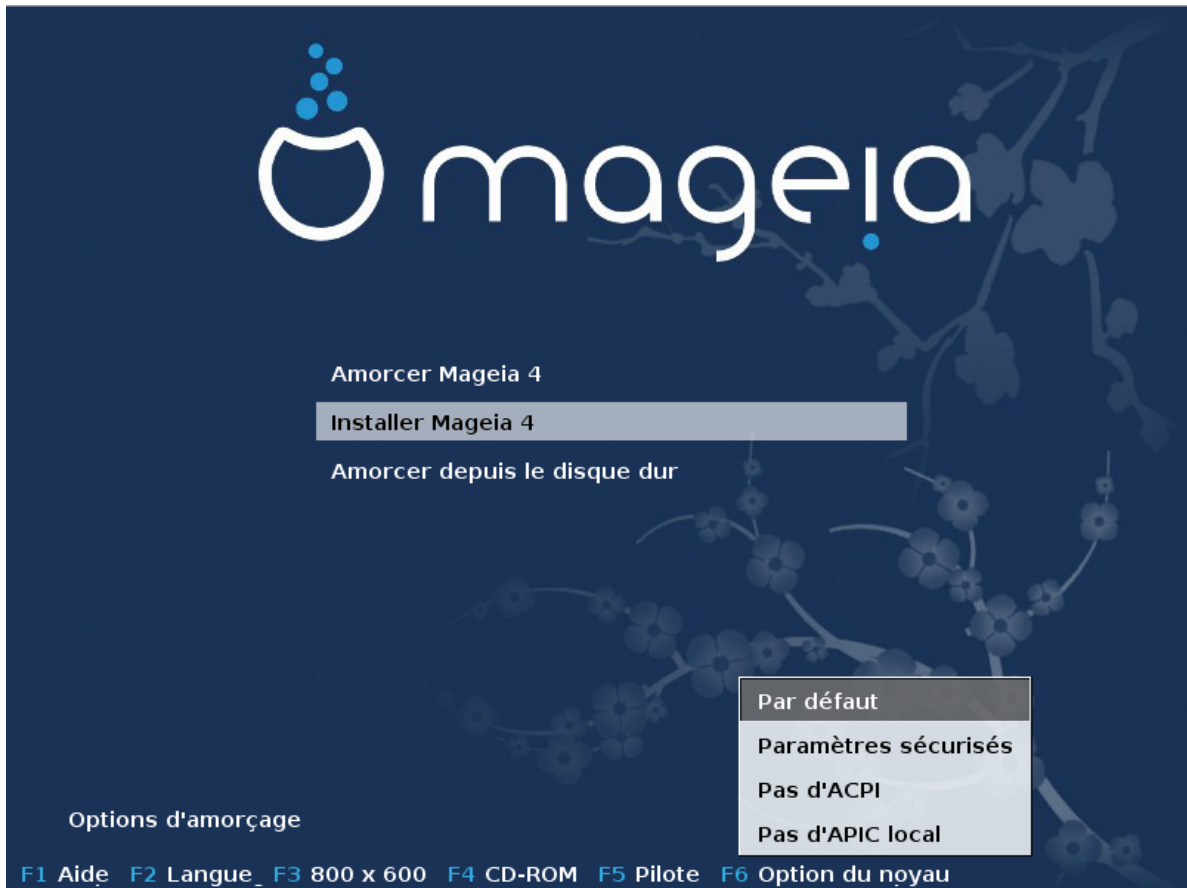 mageia
Amorcer Mageia 4
Installer Mageia 4
Amorcer depuis le disque dur
Par défaut
Paramètres sécurisés
Pas d'ACPI
Pas d'APIC local
Options d'amorçage
F1 Aide F2 Langue F3 800 x 600 F4 CD-ROM F5 Pilote F6 Option du noyau